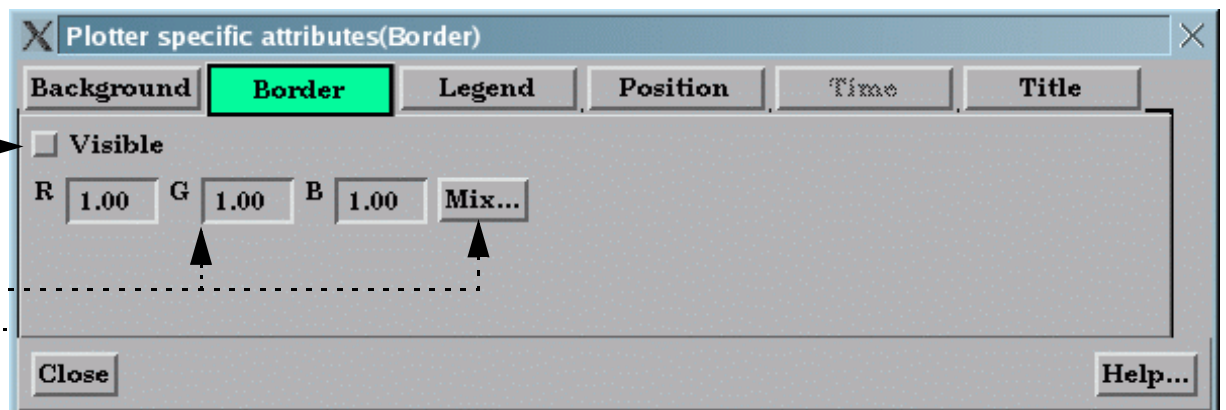 Plotter specific attributes(Border)
Background Border Legend Position Time Title
Visible
R 1.00 G 1.00 B 1.00 Mix...
Close Help...